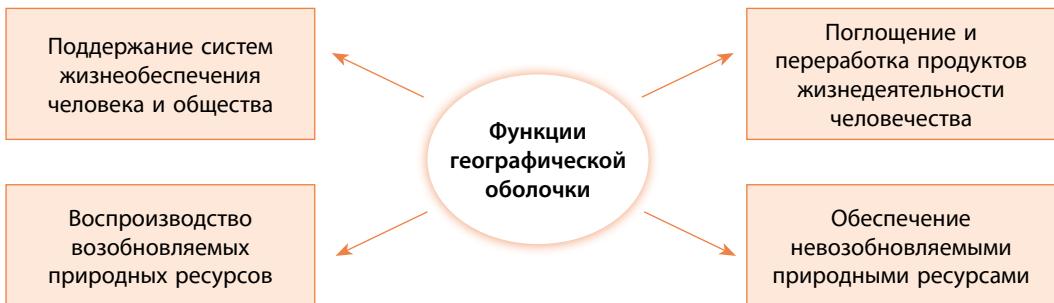 Поддержание систем
жизнеобеспечения
человека и общества
Поглощение и
переработка продуктов
жизнедеятельности
человечества
Функции
географической
оболочки
Воспроизводство
возобновляемых
природных ресурсов
Обеспечение
невозобновляемыми
природными ресурсами